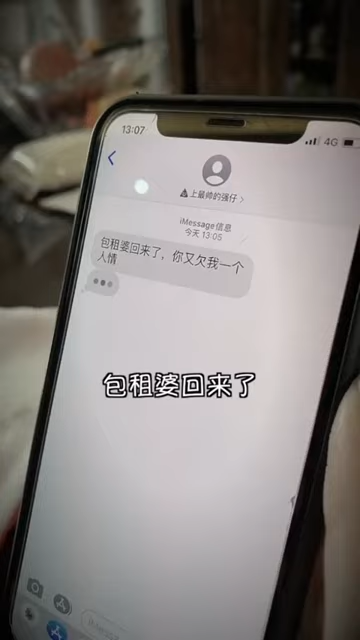 13:07
4G
上最帅的强仔
iMessage信息
今天 13:05
包租婆回来了，你又欠我一个
人情
包租婆回来了